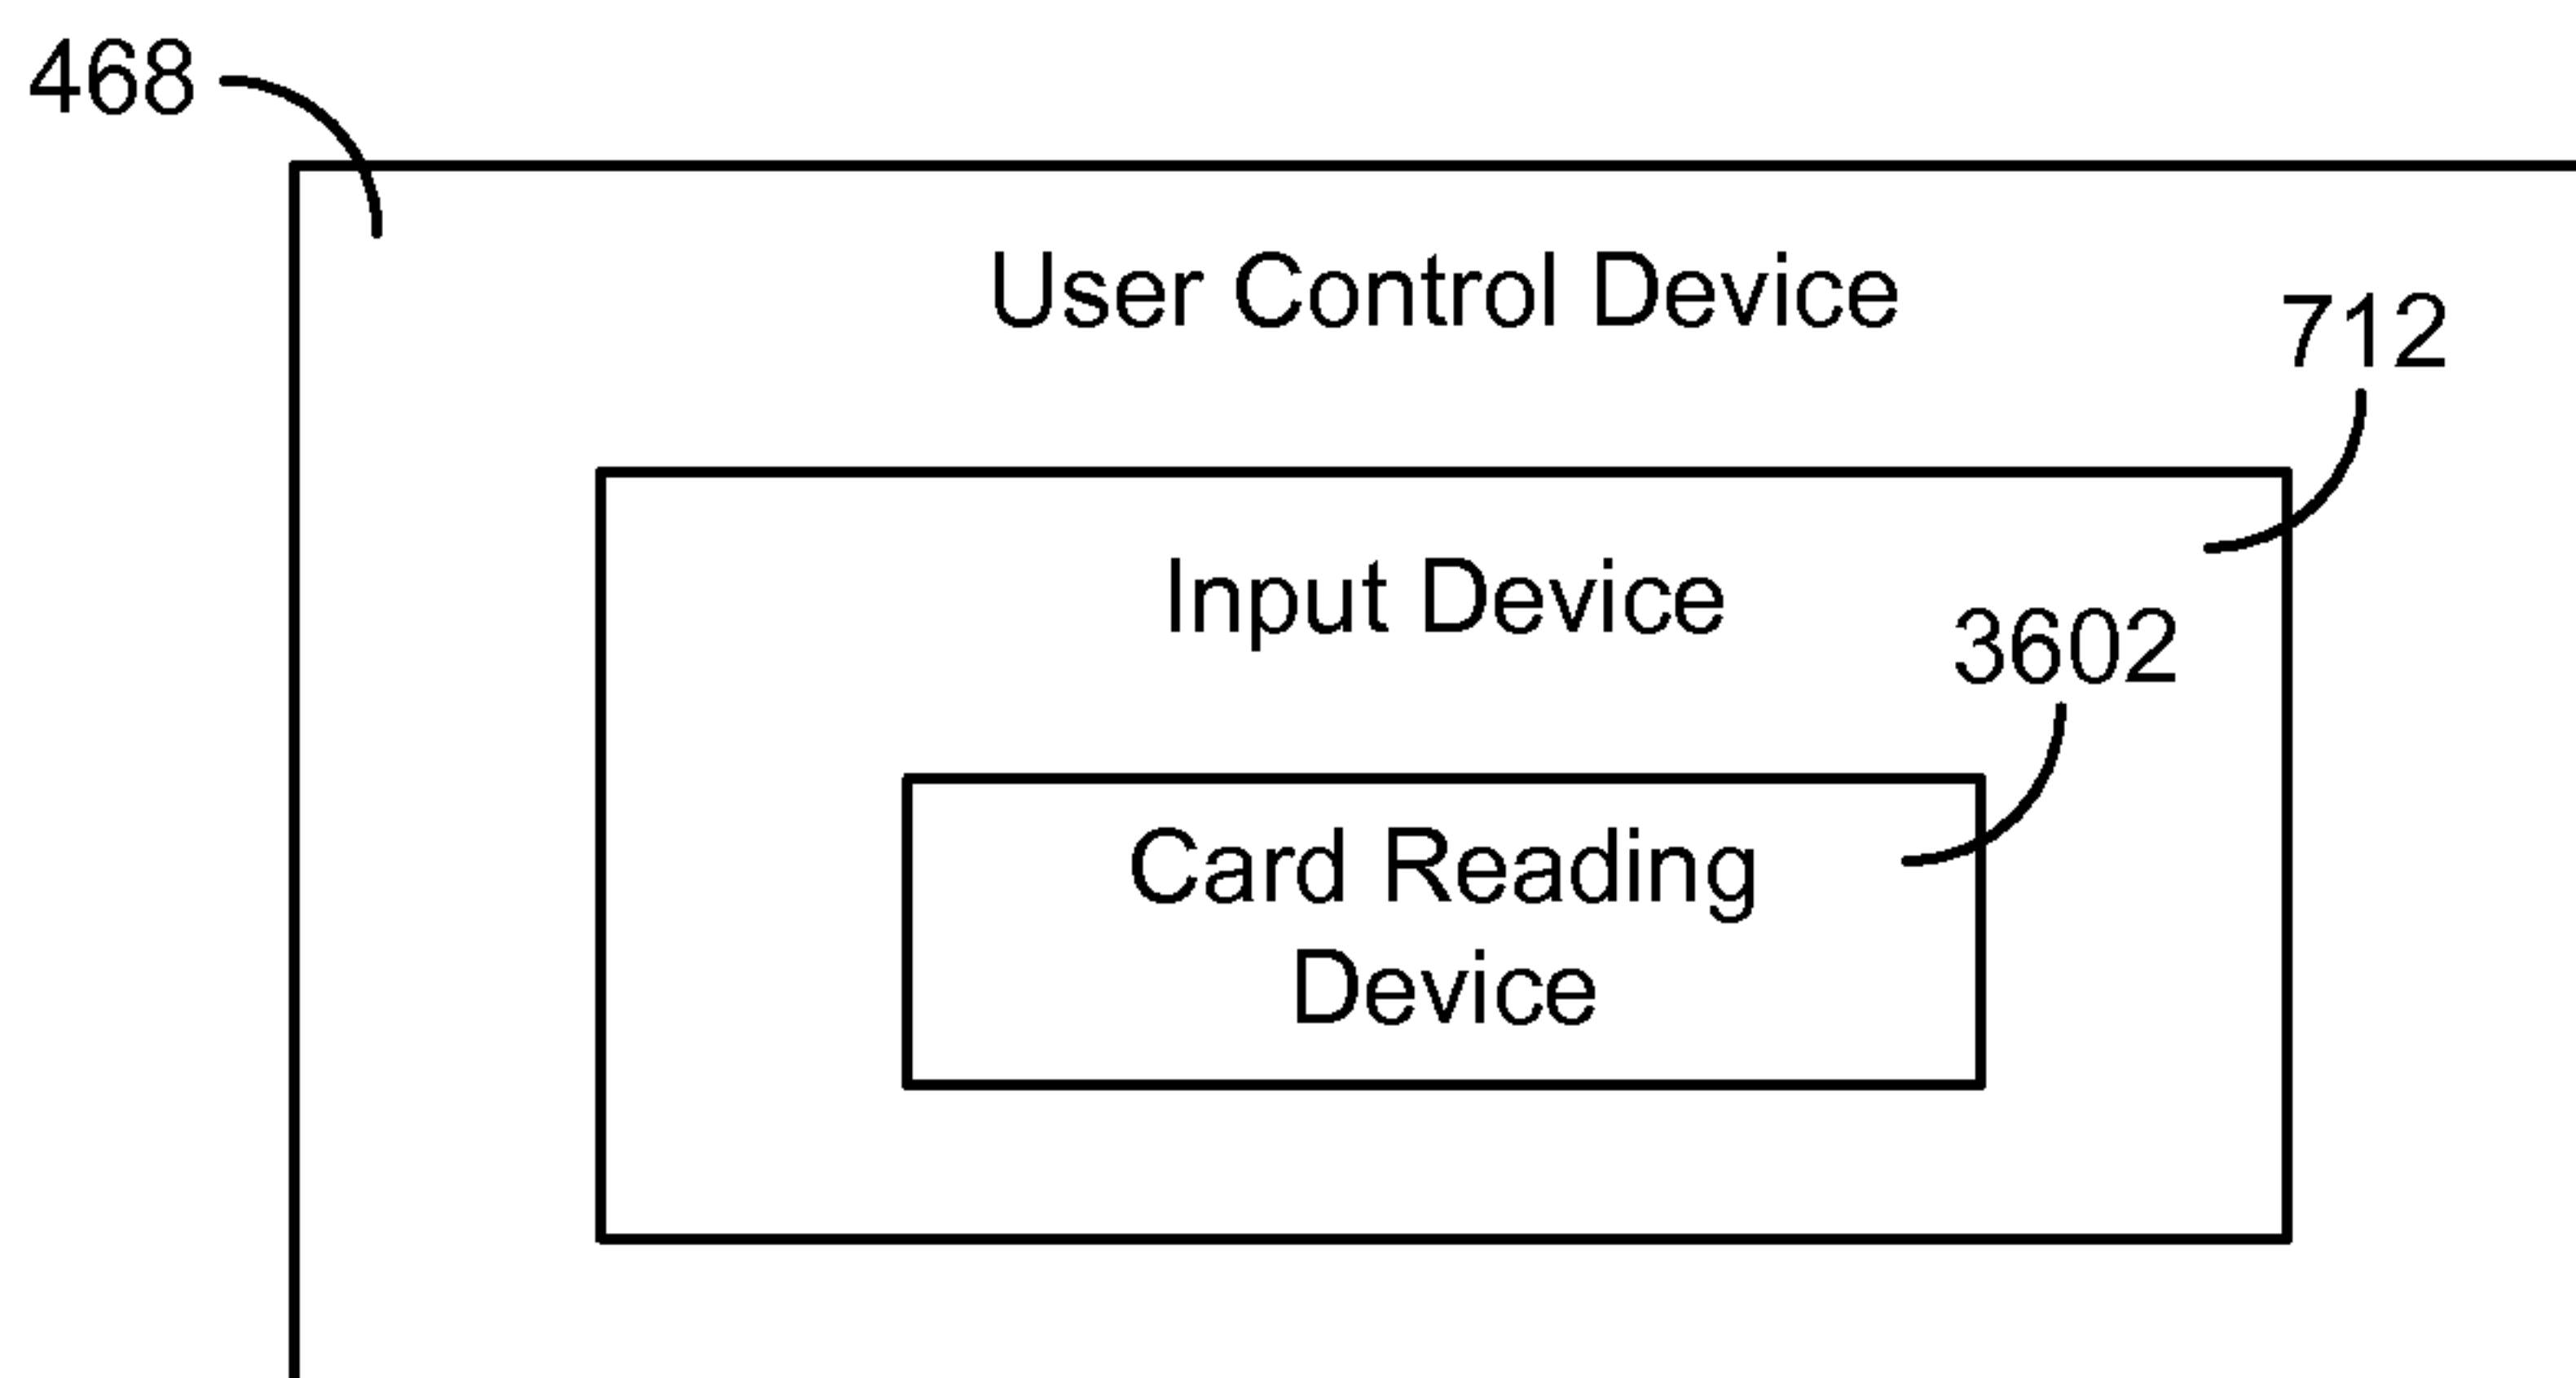 468
User Control Device
712
Input Device
3602
Card Reading
Device